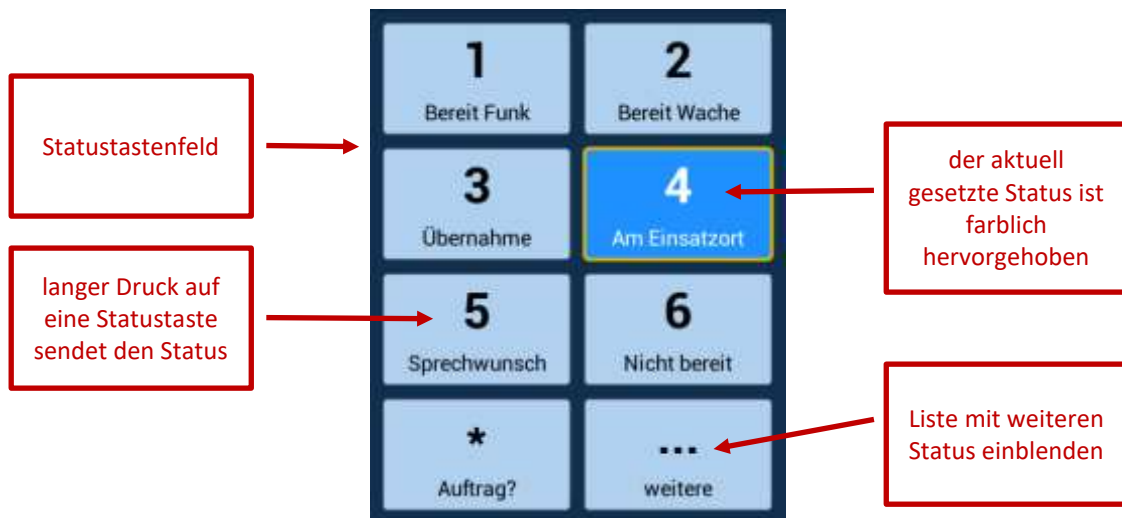 Statustastenfeld
langer Druck auf
eine Statustaste
sendet den Status
1
Bereit Funk
2
Bereit Wache
3
Übernahme
4
Am Einsatzort
5
Sprechwunsch
6
Nicht bereit
*
Auftrag?
...
weitere
der aktuell
gesetzte Status ist
farblich
hervorgehoben
Liste mit weiteren
Status einblenden